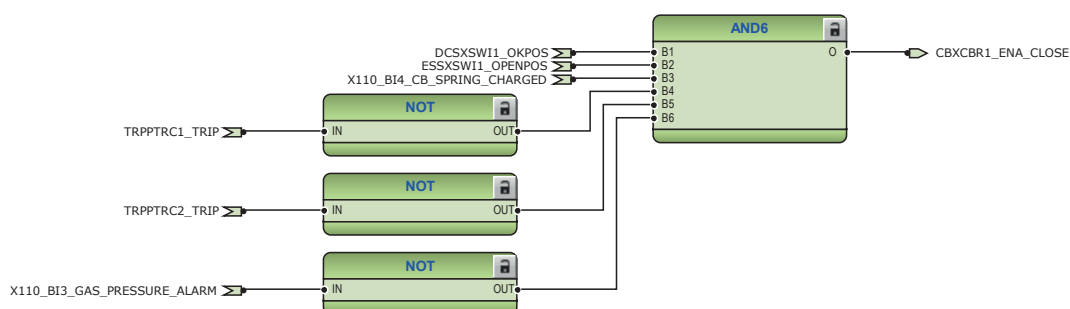 AND6
DCSXSWI1_OKPOS B1 O CBXCBR1_ENA_CLOSE
ESSXSWI1_OPENPOS B2
X110_BI4_CB_SPRING_CHARGED B3
B4
B5
B6
NOT
TRPPTRC1_TRIP IN OUT
NOT
TRPPTRC2_TRIP IN OUT
NOT
X110_BI3_GAS_PRESSURE_ALARM IN OUT